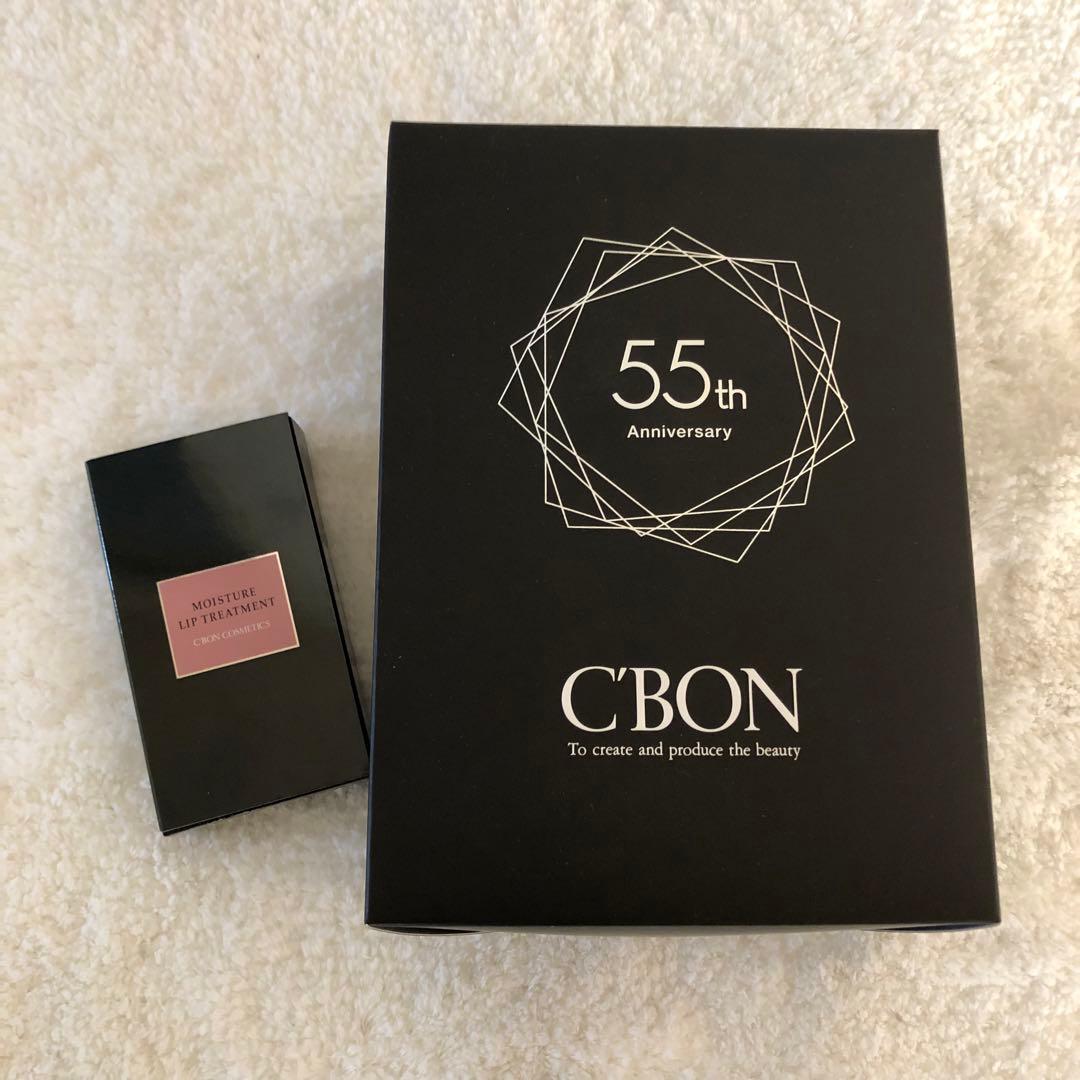 55th
Anniversary
C'BON
To create and produce the beauty
MOISTURE
LIP TREATMENT
C'BON COSMETICS